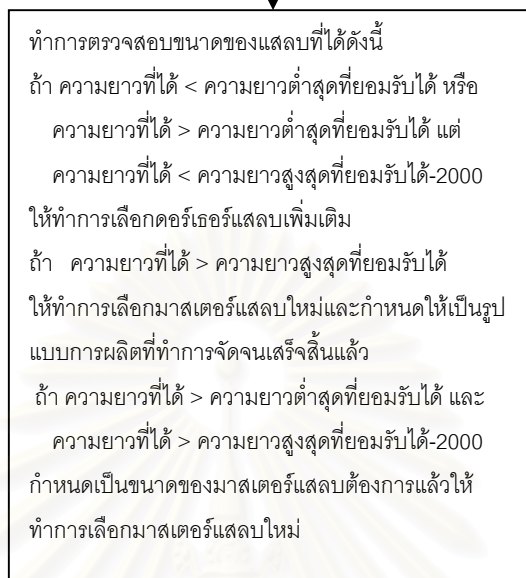 ทำการตรวจสอบขนาดของแสลบที่ได้ดังนี้
ถ้า ความยาวที่ได้ < ความยาวต่ำสุดที่ยอมรับได้ หรือ
ความยาวที่ได้ > ความยาวต่ำสุดที่ยอมรับได้ แต่
ความยาวที่ได้ < ความยาวสูงสุดที่ยอมรับได้-2000
ให้ทำการเลือกดอร์เธอร์แสลบเพิ่มเติม
ถ้า ความยาวที่ได้ > ความยาวสูงสุดที่ยอมรับได้
ให้ทำการเลือกมาสเตอร์แสลบใหม่และกำหนดให้เป็นรูป
แบบการผลิตที่ทำการจัดจนเสร็จสิ้นแล้ว
ถ้า ความยาวที่ได้ > ความยาวต่ำสุดที่ยอมรับได้ และ
ความยาวที่ได้ > ความยาวสูงสุดที่ยอมรับได้-2000
กำหนดเป็นขนาดของมาสเตอร์แสลบต้องการแล้วให้
ทำการเลือกมาสเตอร์แสลบใหม่